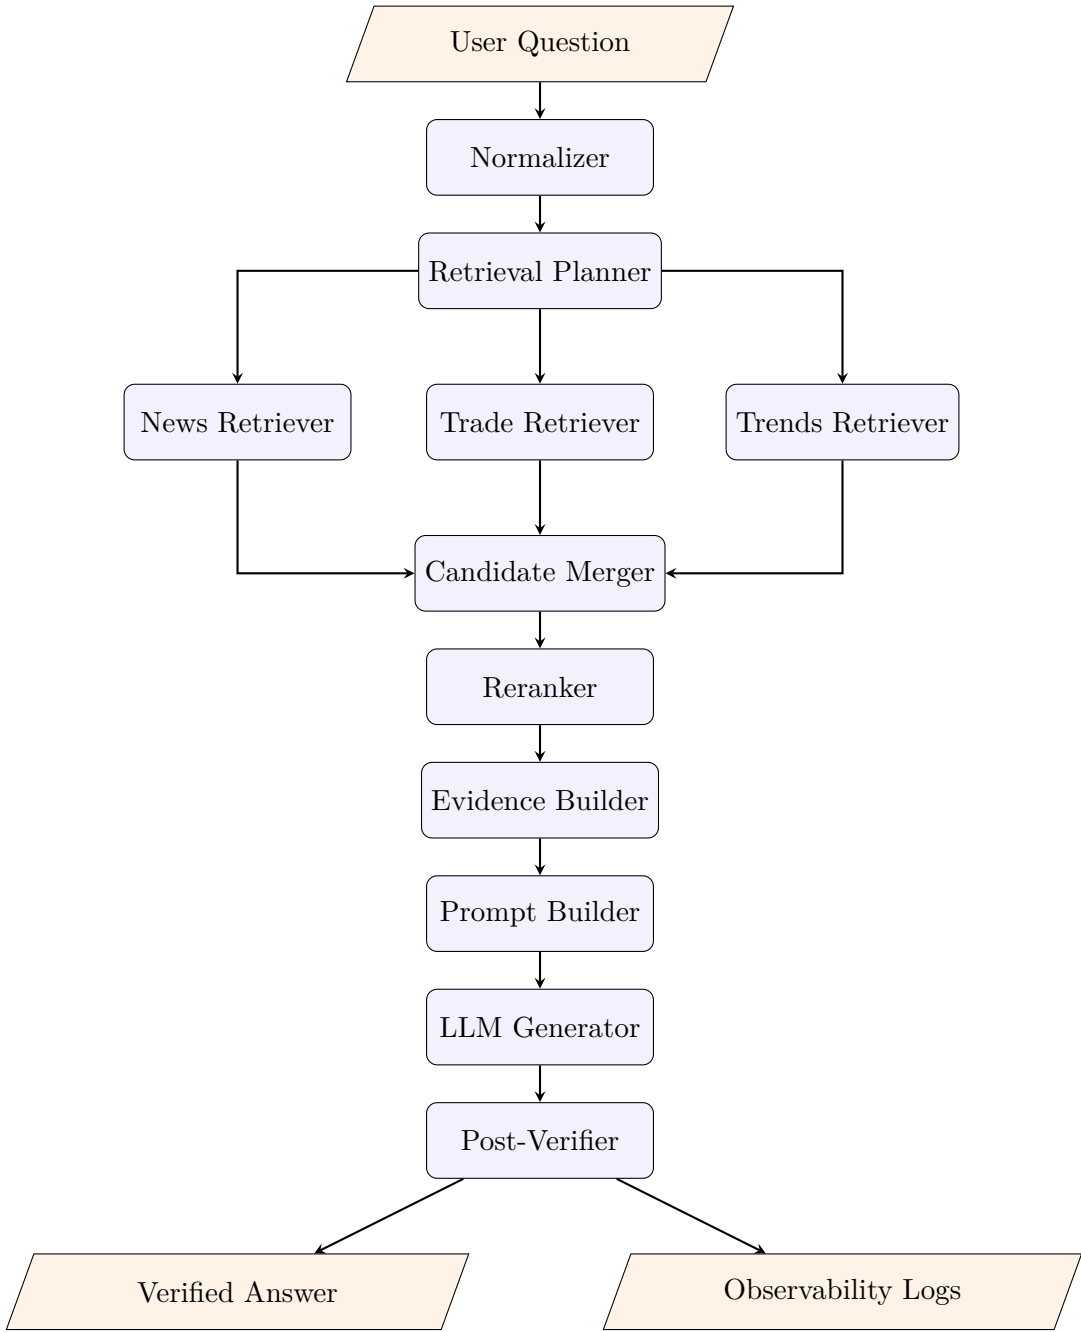 User Question
Normalizer
Retrieval Planner
News Retriever
Trade Retriever
Trends Retriever
Candidate Merger
Reranker
Evidence Builder
Prompt Builder
LLM Generator
Post-Verifier
Verified Answer
Observability Logs